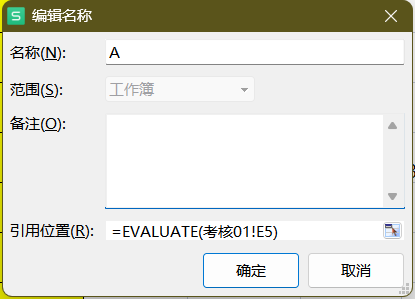 编辑名称
名称(N):
A
范围(S):
工作簿
备注(O):
引用位置(R):
=EVALUATE(考核01!E5)
确定
取消